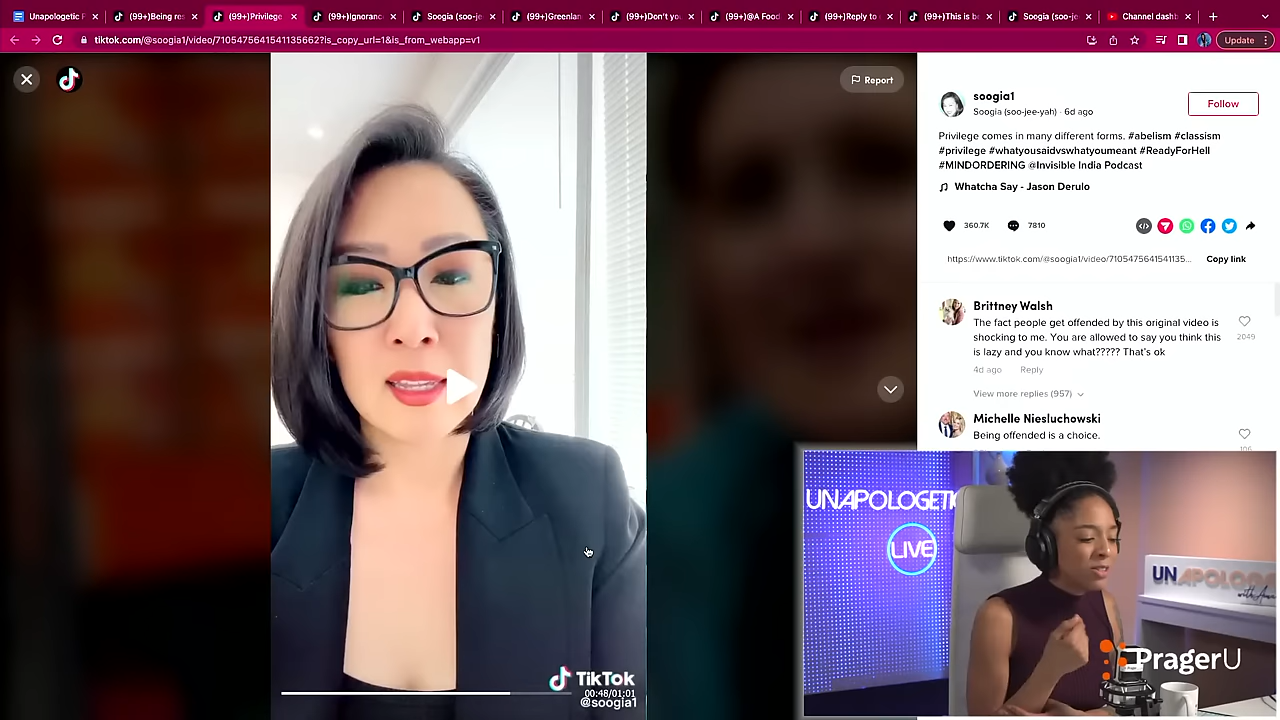 Unapologetic P
(99+)Being res
(99+)Privilege
(99+)Ignoranc
Soogia (soo-je
(99+)Greenlan
(99+)Don't you
(99+)@A Food
(99+)Reply to
(99+)This is b
Soogia (soo-je
Channel dashb
tiktok.com/@soogia1/video/7105475641541135662?is_copy_url=1&is_from_webapp=v1
Update
Report
soogia1
Soogia (soo-jee-yah) · 6d ago
Follow
Privilege comes in many different forms. #abelism #classism
#privilege #whatyousaidvswhatyoumeant #ReadyForHell
#MINDORDERING @Invisible India Podcast
Whatcha Say - Jason Derulo
360.7K
7810
https://www.tiktok.com/@soogia1/video/7105475641541135...
Copy link
Brittney Walsh
The fact people get offended by this original video is
shocking to me. You are allowed to say you think this
is lazy and you know what????? That's ok
2049
4d ago Reply
View more replies (957)
Michelle Niesluchowski
Being offended is a choice.
TikTok
00:48/01:01
@soogia1
UNAPOLOGETI
LIVE
UNAPOLOG
PragerU